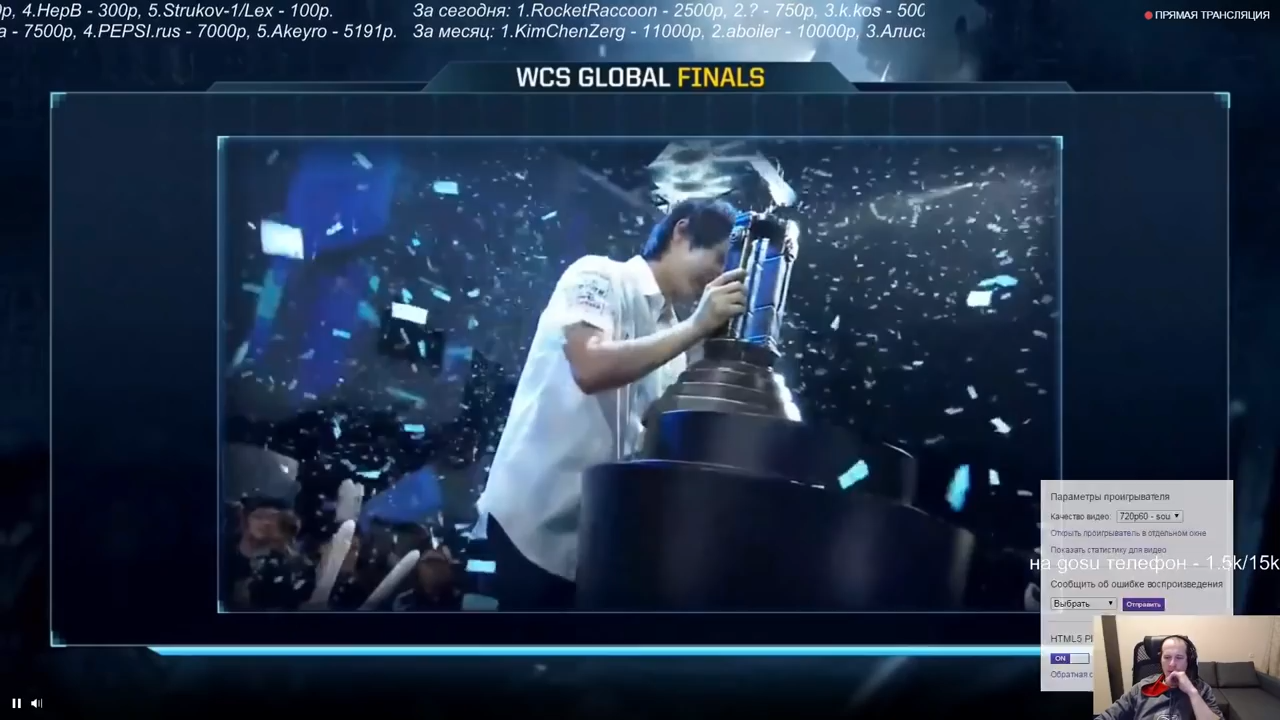 р, 4.НерВ - 300р, 5.Strukov-1/Lex - 100р.
За сегодня: 1.RocketRaccoon - 2500р, 2.? - 750р, 3.k.kos - 500
а - 7500р, 4.PEPSI.rus - 7000р, 5.Akeyro - 5191р.
За месяц: 1.KimChenZerg - 11000р, 2.aboiler - 10000р, 3.Алиса
ПРЯМАЯ ТРАНСЛЯЦИЯ
WCS GLOBAL FINALS
Параметры проигрывателя
Качество видео: 720p60 - sou
Открыть проигрыватель в отдельном окне
Показать статистику для видео
на gosu телефон - 1.5k/15k
Сообщить об ошибке воспроизведения
Выбрать
Отправить
HTML5
ON
Обратная